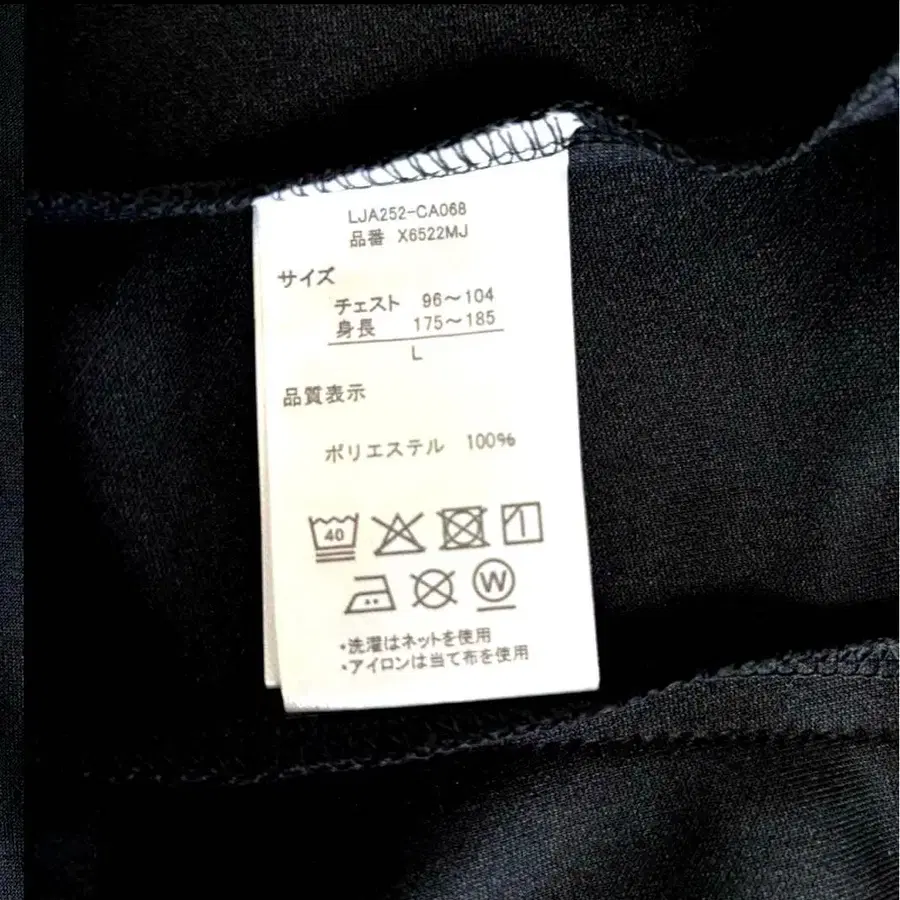 LJA252-CA068
品番 X6522MJ
サイズ
チェスト 96～104
身長 175～185
L
品質表示
ポリエステル 100%
40
W
•洗濯はネットを使用
•アイロンは当て布を使用